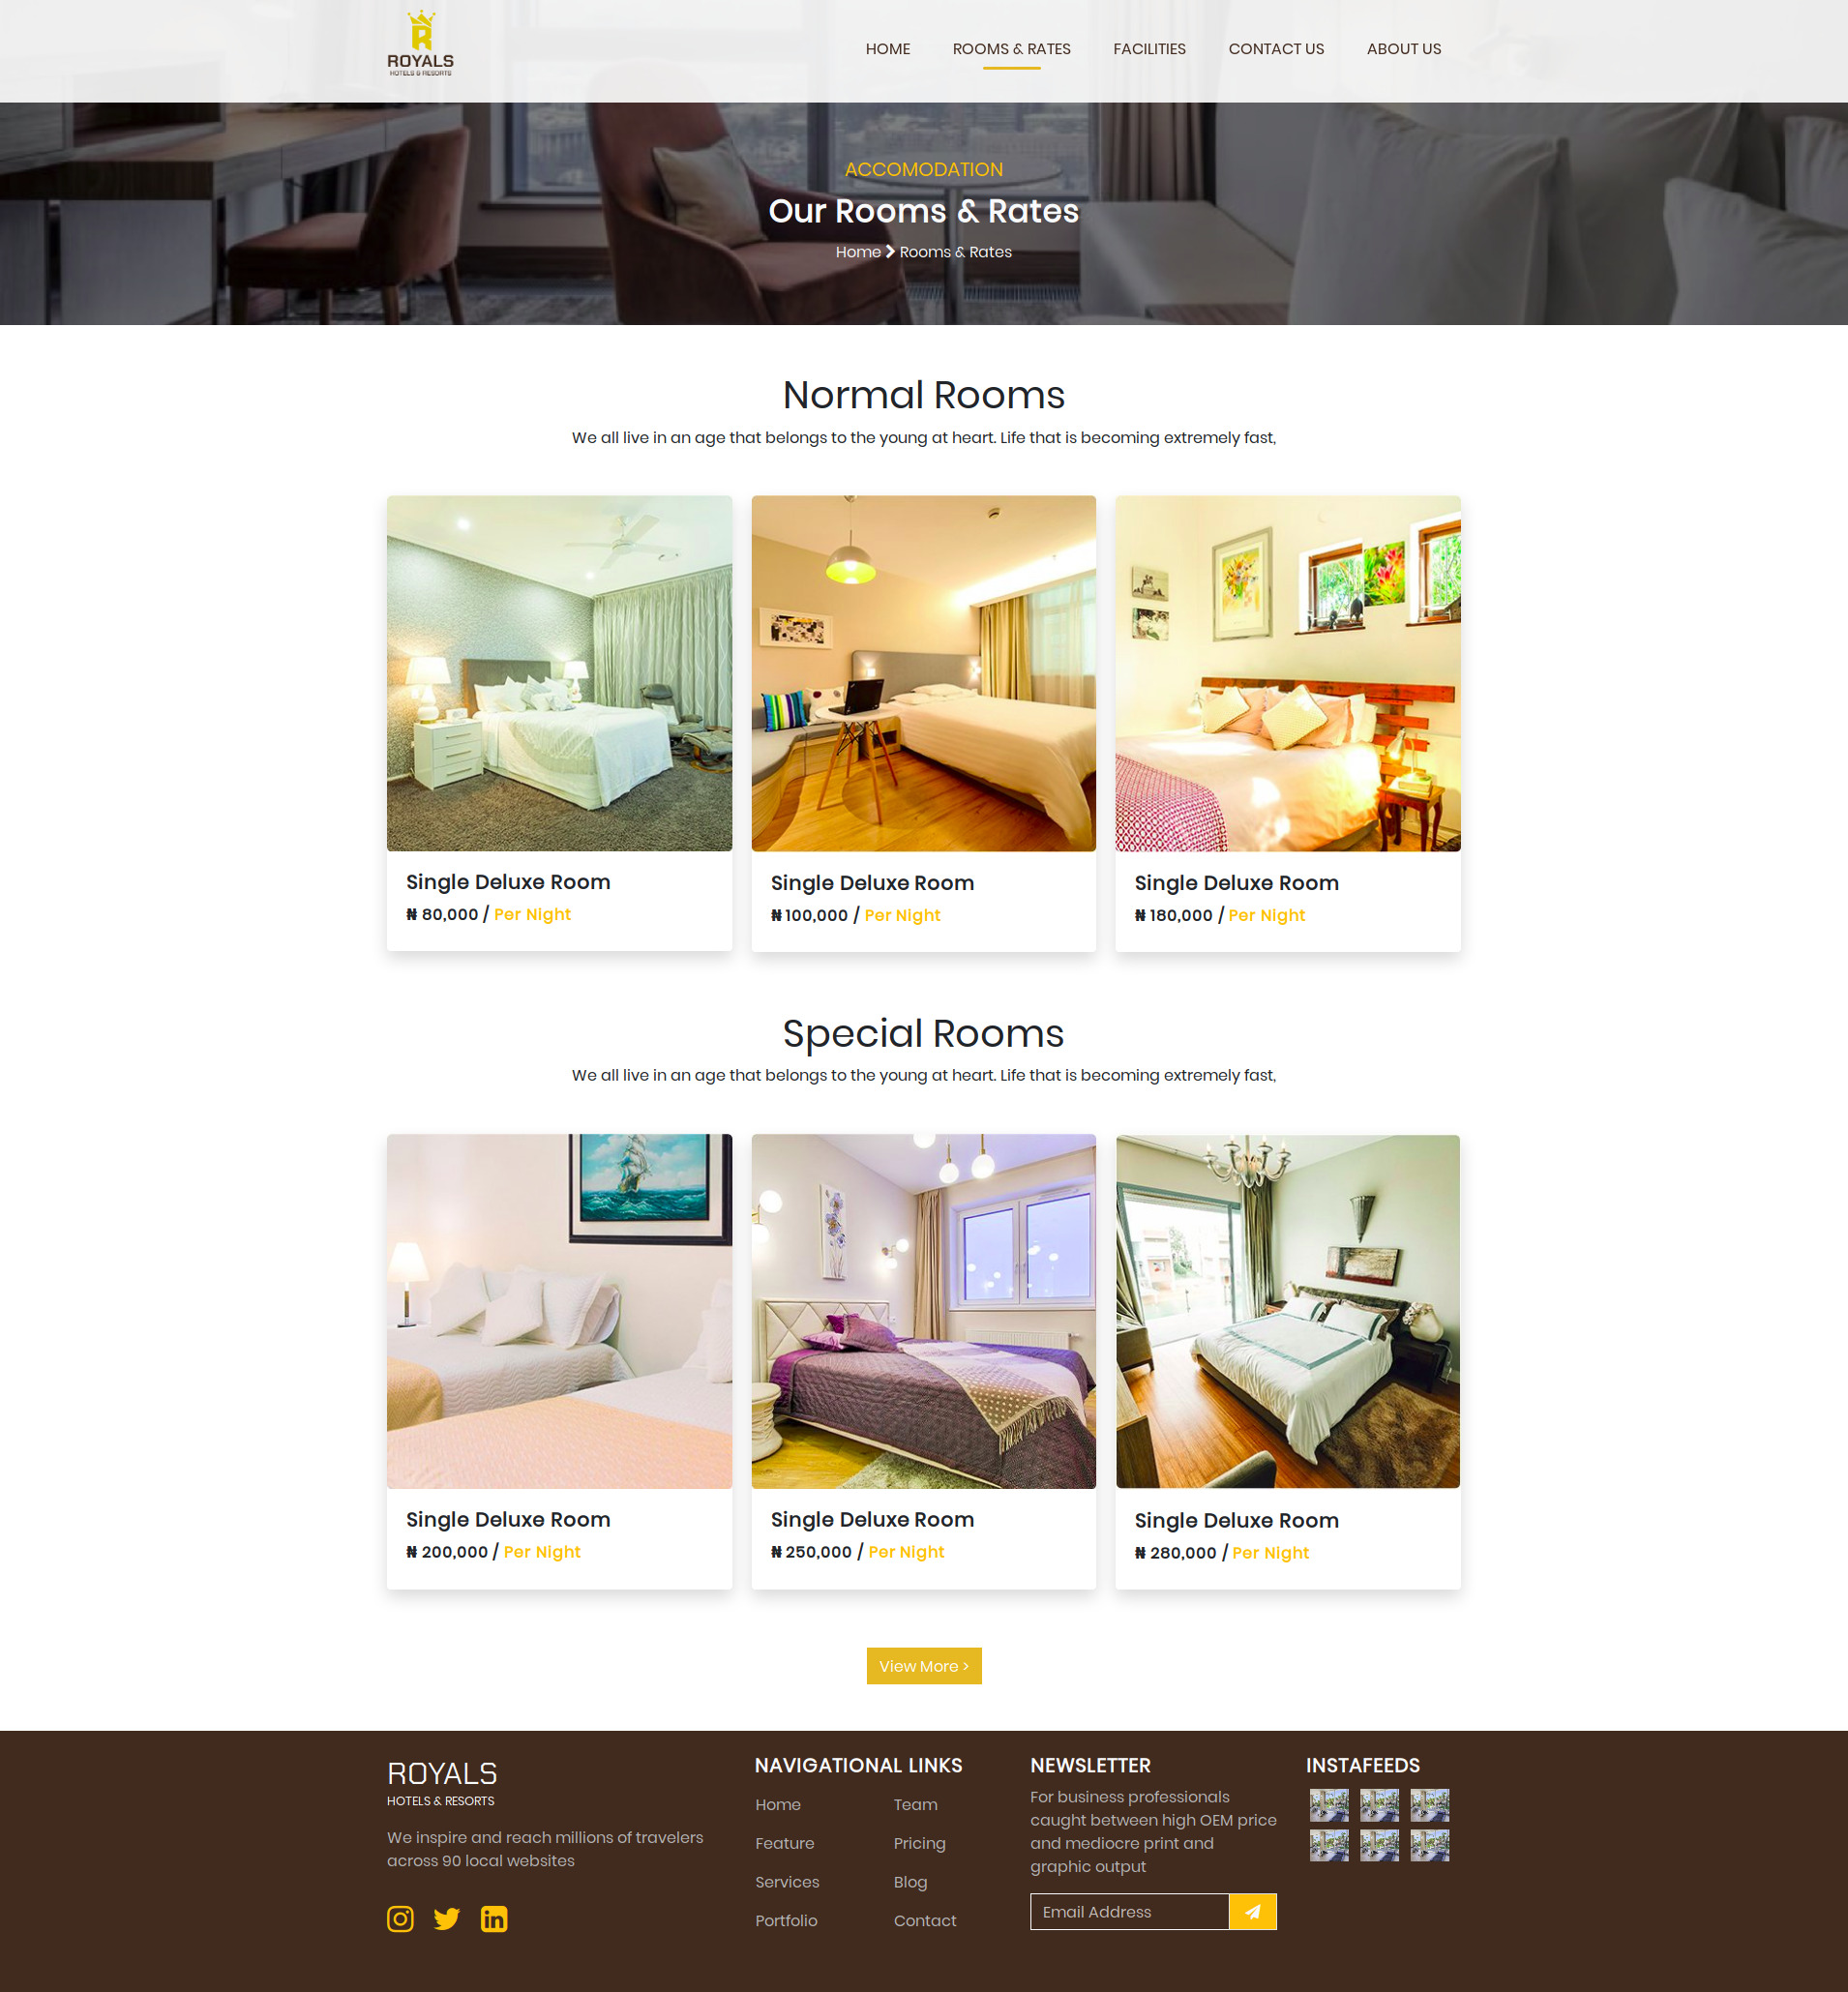 ROYALS
HOTELS & RESORTS
HOME
ROOMS & RATES
FACILITIES
CONTACT US
ABOUT US
ACCOMODATION
Our Rooms & Rates
Home > Rooms & Rates
Normal Rooms
We all live in an age that belongs to the young at heart. Life that is becoming extremely fast,
Single Deluxe Room
₦ 80,000 / Per Night
Single Deluxe Room
₦ 100,000 / Per Night
Single Deluxe Room
₦ 180,000 / Per Night
Special Rooms
We all live in an age that belongs to the young at heart. Life that is becoming extremely fast,
Single Deluxe Room
₦ 200,000 / Per Night
Single Deluxe Room
₦ 250,000 / Per Night
Single Deluxe Room
₦ 280,000 / Per Night
View More >
ROYALS
HOTELS & RESORTS
We inspire and reach millions of travelers
across 90 local websites
NAVIGATIONAL LINKS
Home
Team
Feature
Pricing
Services
Blog
Portfolio
Contact
NEWSLETTER
For business professionals
caught between high OEM price
and mediocre print and
graphic output
Email Address
INSTAFEEDS